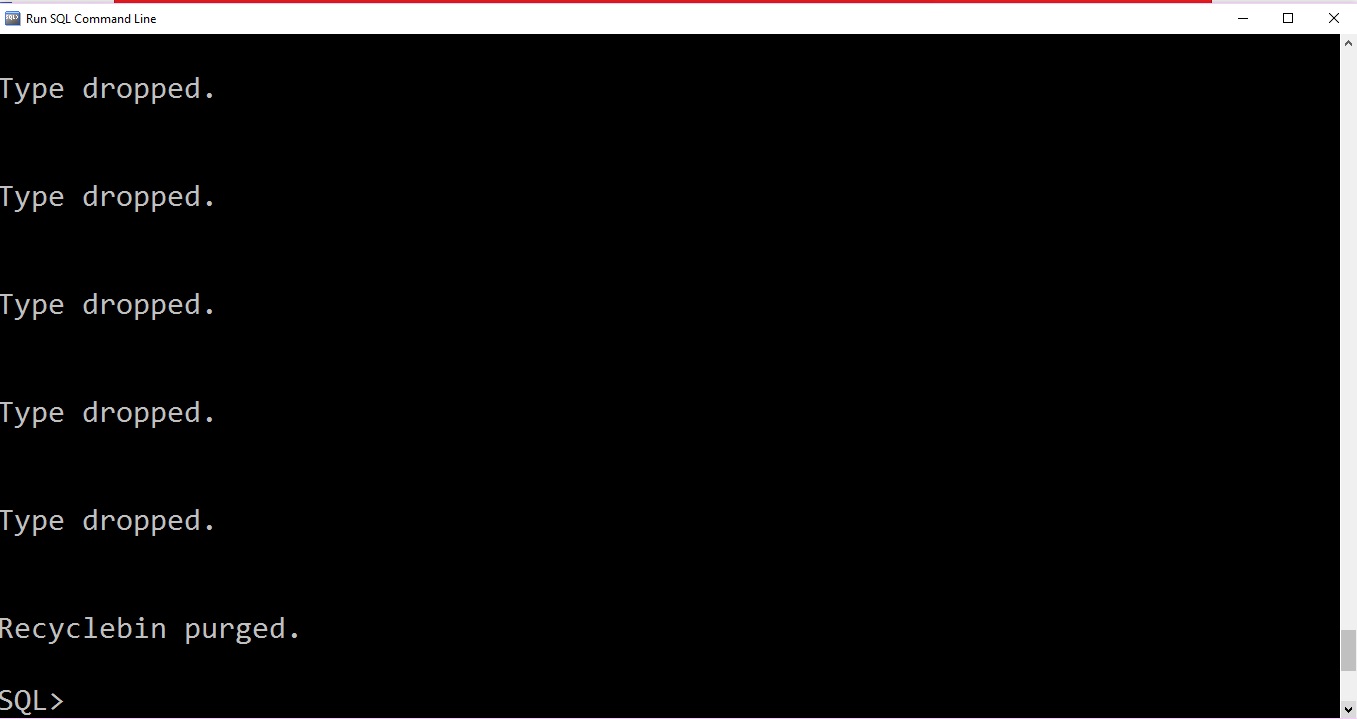 Run SQL Command Line
Type dropped.
Type dropped.
Type dropped.
Type dropped.
Type dropped.
Recyclebin purged.
SQL>